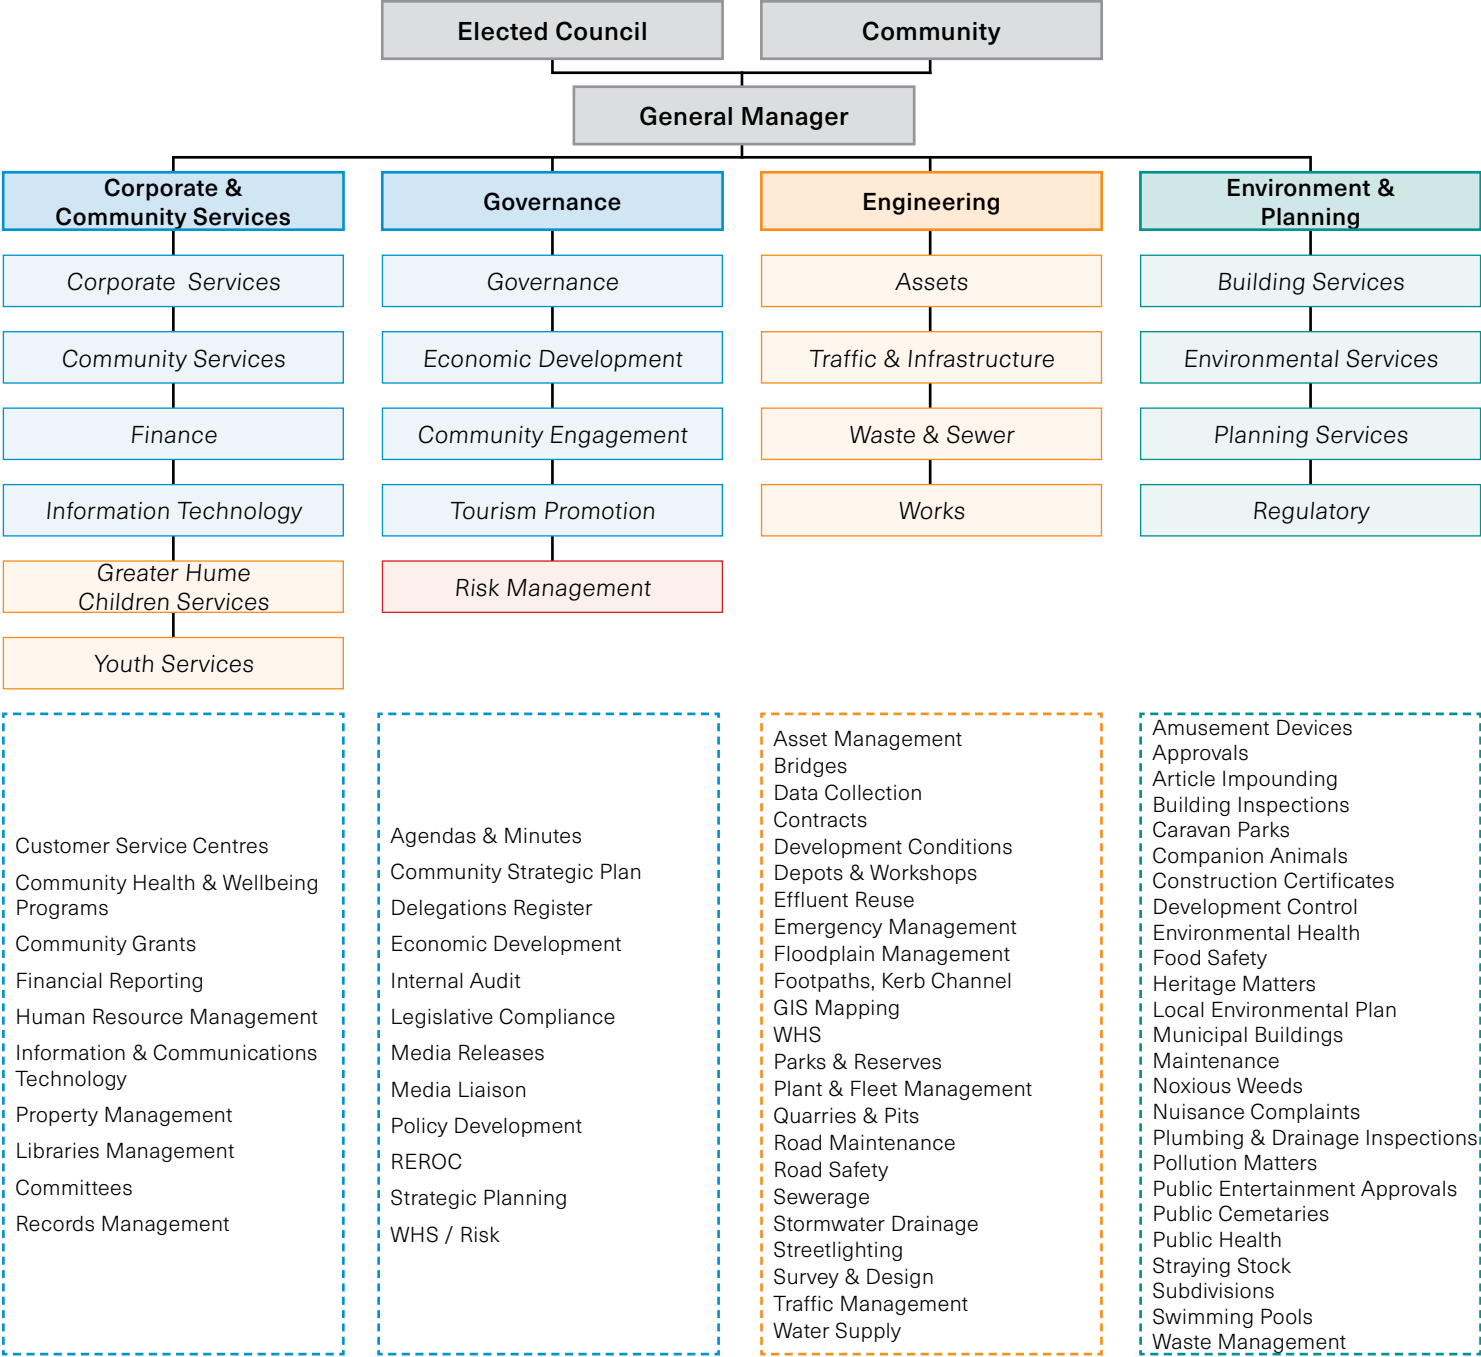 Elected Council
Community
General Manager
Corporate &
Community Services
Governance
Engineering
Environment &
Planning
Corporate Services
Community Services
Finance
Information Technology
Greater Hume
Children Services
Youth Services
Governance
Economic Development
Community Engagement
Tourism Promotion
Risk Management
Assets
Traffic & Infrastructure
Waste & Sewer
Works
Building Services
Environmental Services
Planning Services
Regulatory
Customer Service Centres
Community Health & Wellbeing
Programs
Community Grants
Financial Reporting
Human Resource Management
Information & Communications
Technology
Property Management
Libraries Management
Committees
Records Management
Agendas & Minutes
Community Strategic Plan
Delegations Register
Economic Development
Internal Audit
Legislative Compliance
Media Releases
Media Liaison
Policy Development
REROC
Strategic Planning
WHS / Risk
Asset Management
Bridges
Data Collection
Contracts
Development Conditions
Depots & Workshops
Effluent Reuse
Emergency Management
Floodplain Management
Footpaths, Kerb Channel
GIS Mapping
WHS
Parks & Reserves
Plant & Fleet Management
Quarries & Pits
Road Maintenance
Road Safety
Sewerage
Stormwater Drainage
Streetlighting
Survey & Design
Traffic Management
Water Supply
Amusement Devices
Approvals
Article Impounding
Building Inspections
Caravan Parks
Companion Animals
Construction Certificates
Development Control
Environmental Health
Food Safety
Heritage Matters
Local Environmental Plan
Municipal Buildings
Maintenance
Noxious Weeds
Nuisance Complaints
Plumbing & Drainage Inspections
Pollution Matters
Public Entertainment Approvals
Public Cemetaries
Public Health
Straying Stock
Subdivisions
Swimming Pools
Waste Management